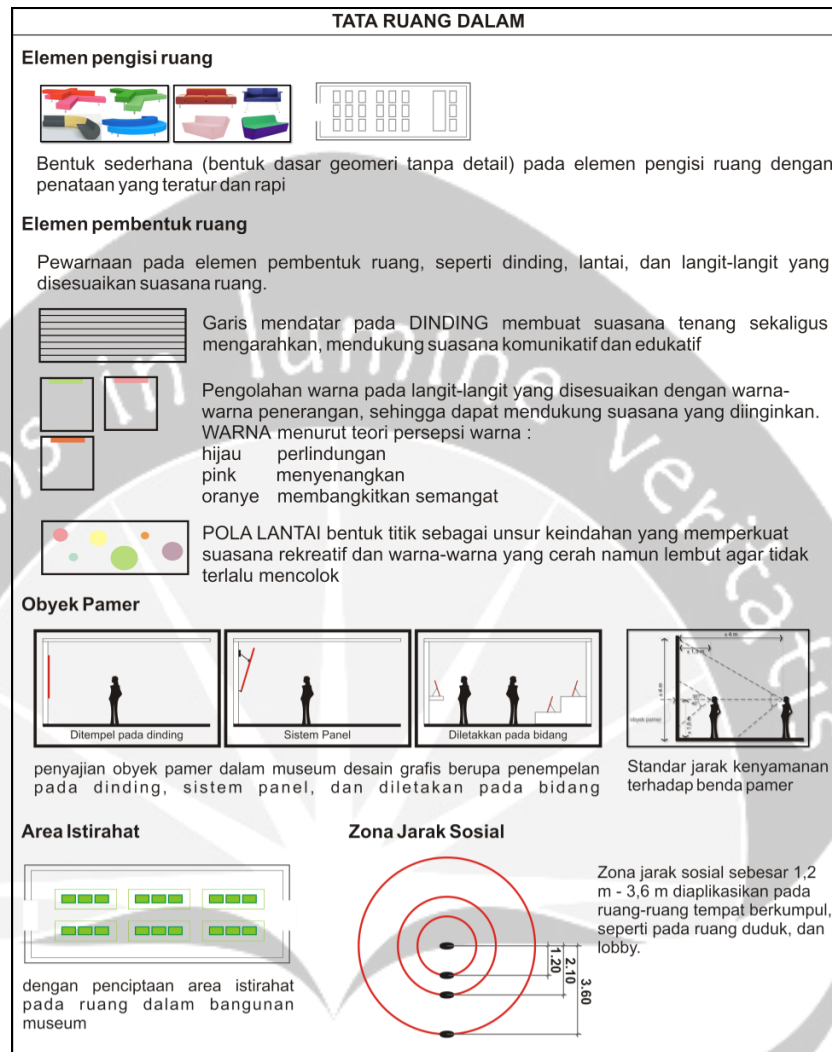 TATA RUANG DALAM
Elemen pengisi ruang
Bentuk sederhana (bentuk dasar geomeri tanpa detail) pada elemen pengisi ruang dengan
penataan yang teratur dan rapi
Elemen pembentuk ruang
Pewarnaan pada elemen pembentuk ruang, seperti dinding, lantai, dan langit-langit yang
disesuaikan suasana ruang.
Garis mendatar pada DINDING membuat suasana tenang sekaligus
mengarahkan, mendukung suasana komunikatif dan edukatif
Pengolahan warna pada langit-langit yang disesuaikan dengan warna-
warna penerangan, sehingga dapat mendukung suasana yang diinginkan.
WARNA menurut teori persepsi warna :
hijau perlindungan
pink menyenangkan
oranye membangkitkan semangat
POLA LANTAI bentuk titik sebagai unsur keindahan yang memperkuat
suasana rekreatif dan warna-warna yang cerah namun lembut agar tidak
terlalu mencolok
Obyek Pamer
Ditempel pada dinding
Sistem Panel
Diletakkan pada bidang
obyek pamer
penyajian obyek pamer dalam museum desain grafis berupa penempelan
pada dinding, sistem panel, dan diletakan pada bidang
Standar jarak kenyamanan
terhadap benda pamer
Area Istirahat
dengan penciptaan area istirahat
pada ruang dalam bangunan
museum
Zona Jarak Sosial
1.20
2.10
3.60
Zona jarak sosial sebesar 1,2
m - 3,6 m diaplikasikan pada
ruang-ruang tempat berkumpul,
seperti pada ruang duduk, dan
lobby.
in lumine veritatis